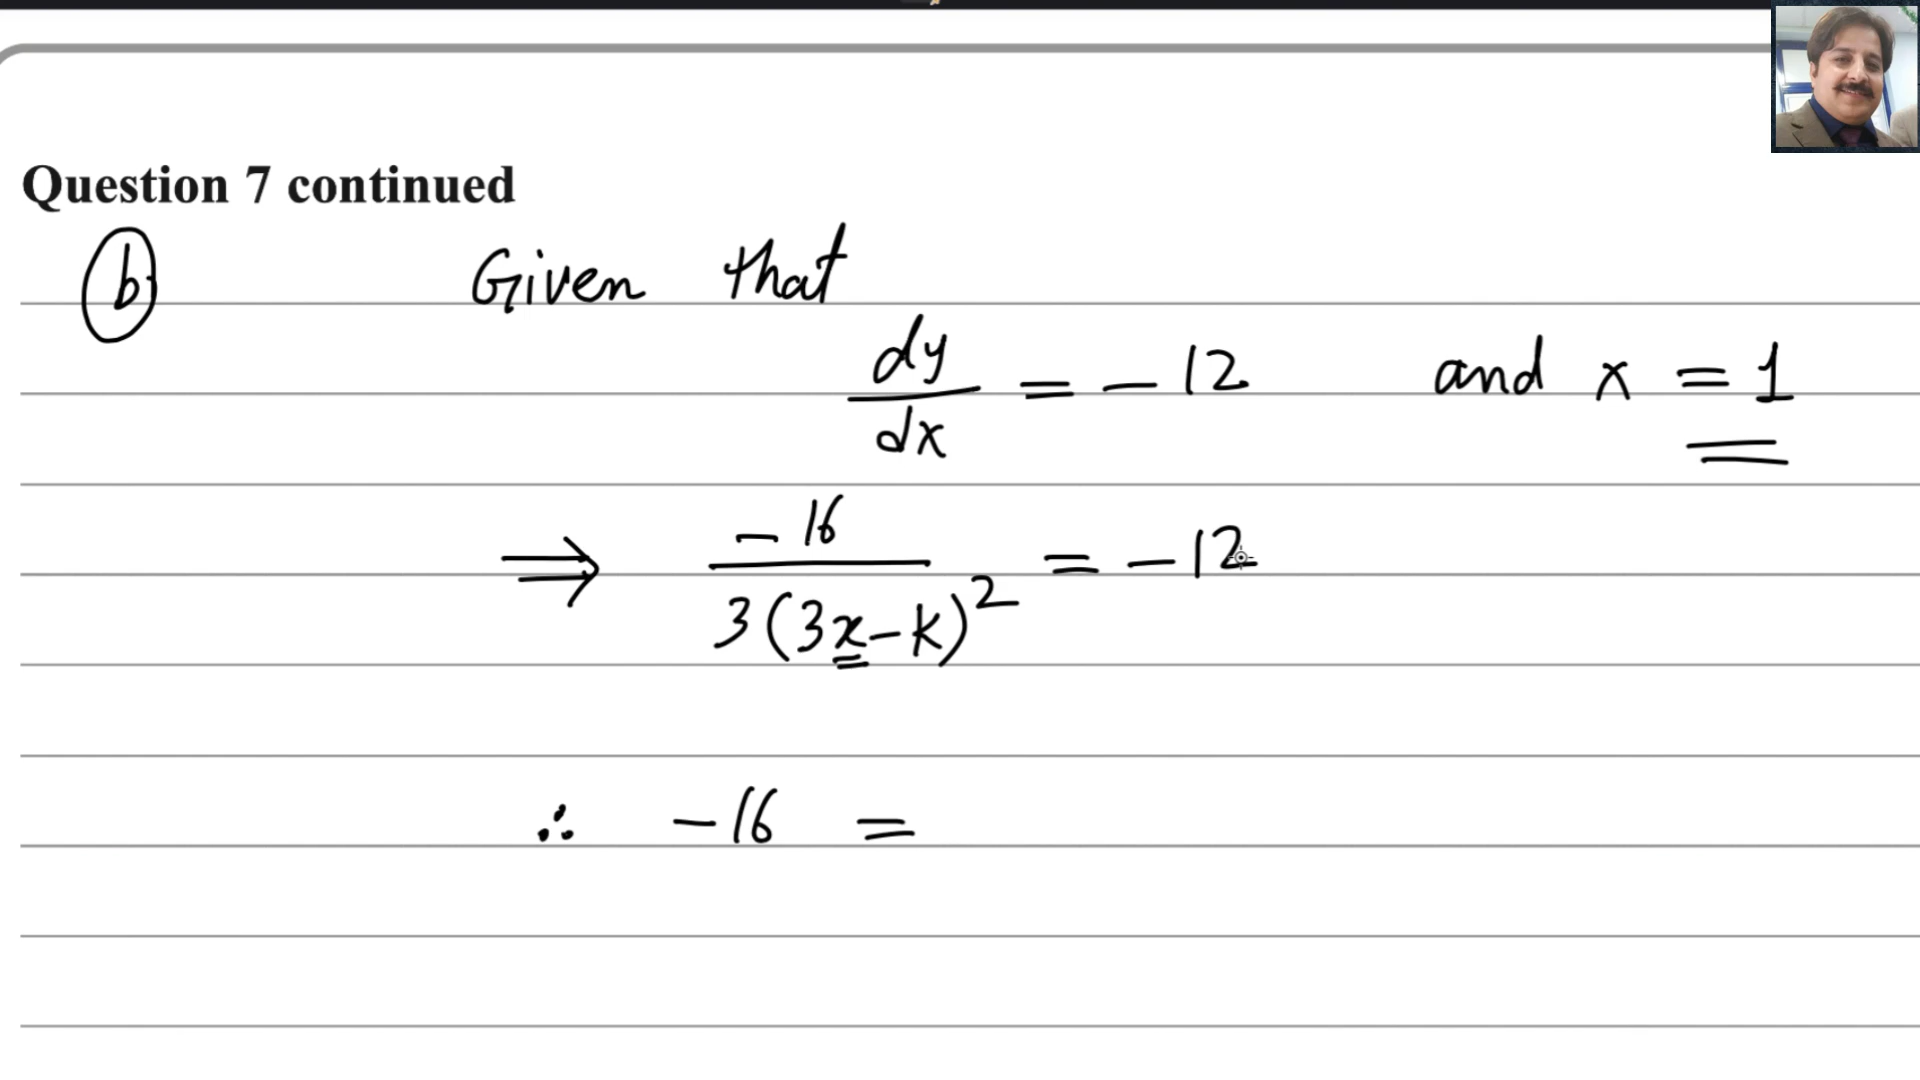 Question 7 continued
(b) Given that
dy/dx = -12 and x = 1
⇒ -16/3(3x-k)² = -12
∴ -16 =